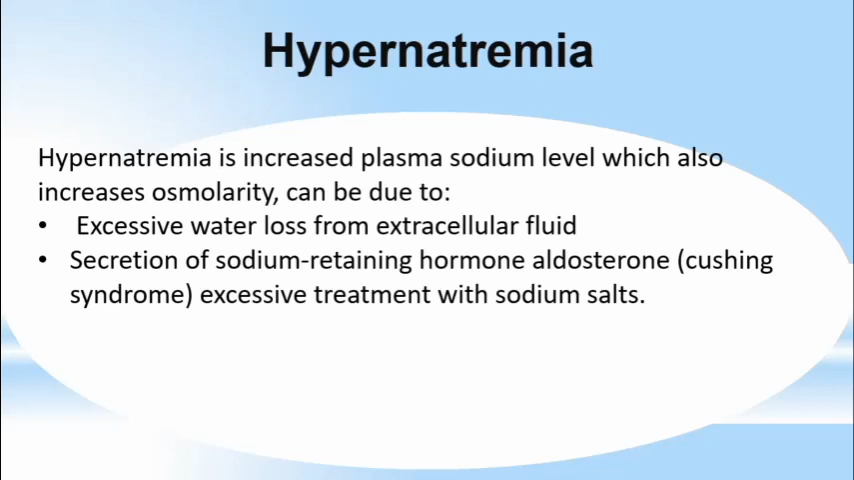 Hypernatremia
Hypernatremia is increased plasma sodium level which also
increases osmolarity, can be due to:
• Excessive water loss from extracellular fluid
• Secretion of sodium-retaining hormone aldosterone (cushing
syndrome) excessive treatment with sodium salts.